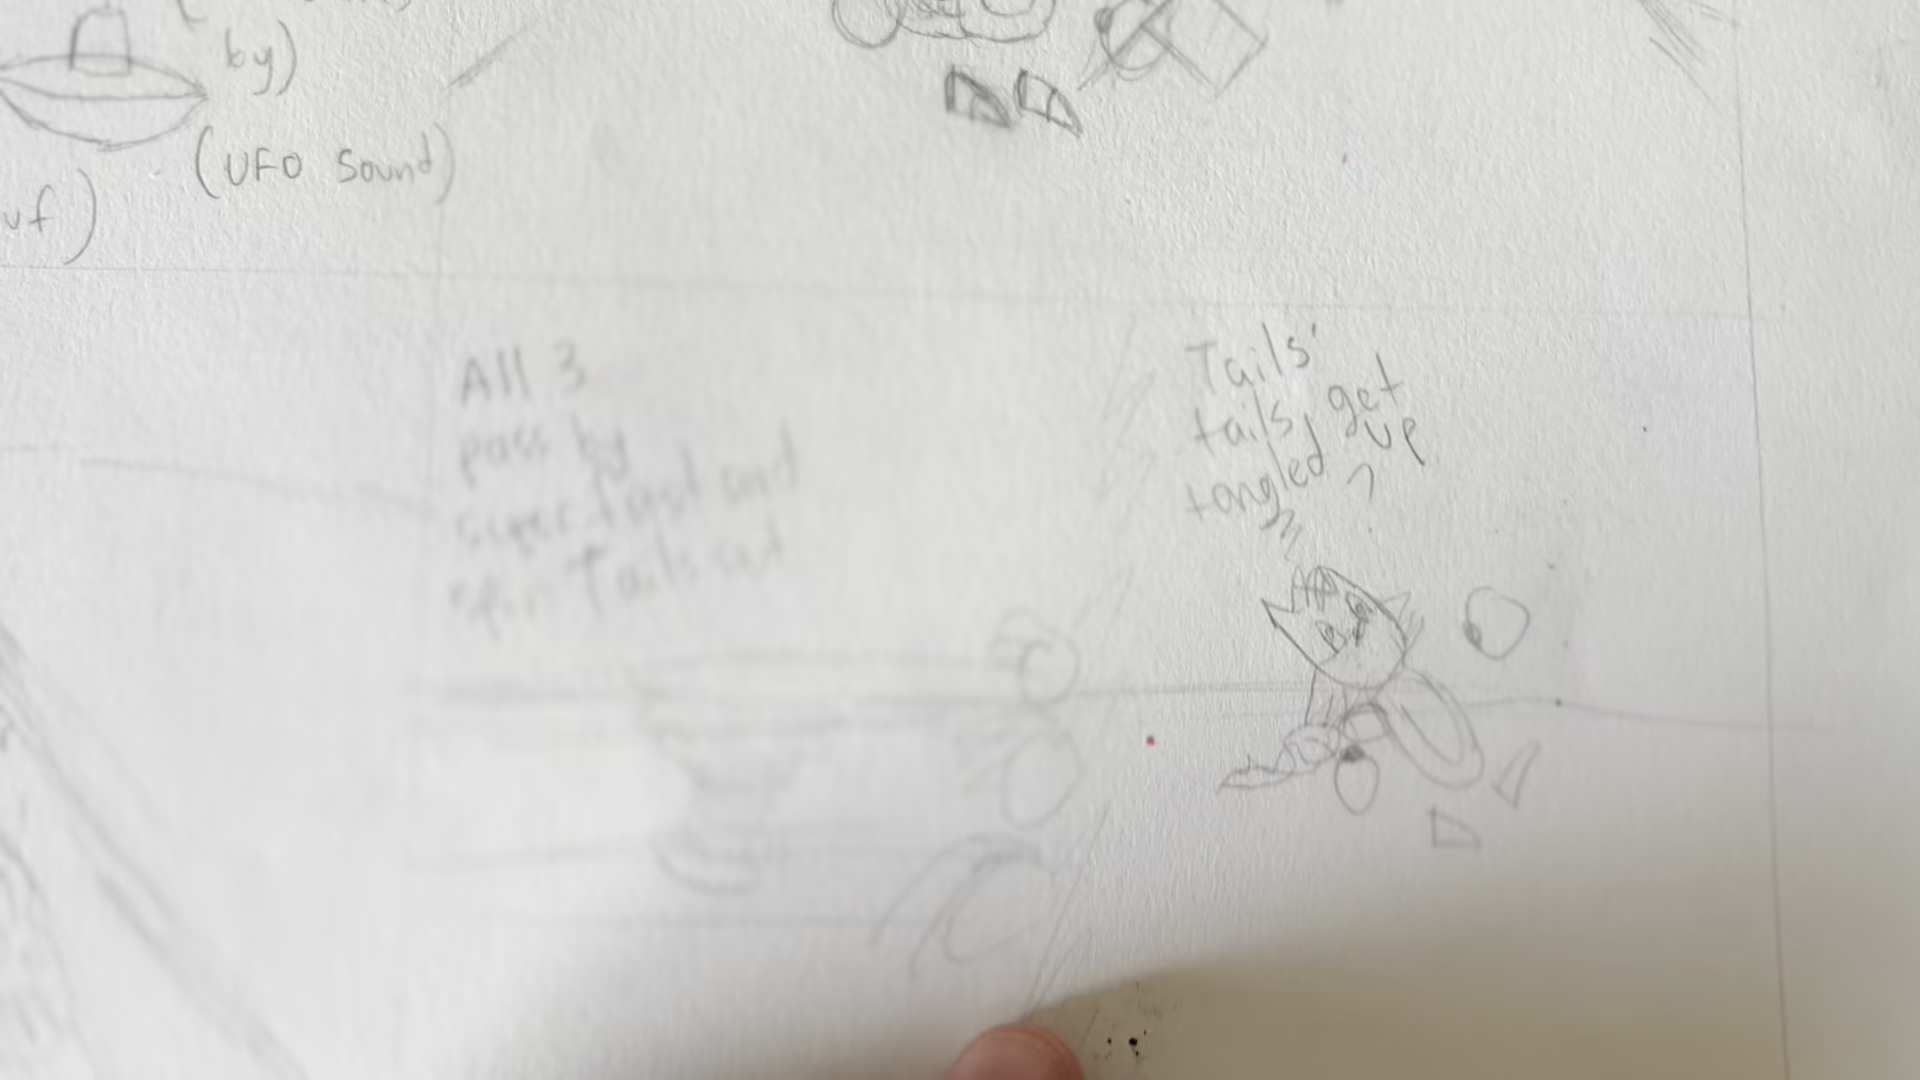 by)
(UFO Sound)
uf)
All 3
pass by
super fast and
spin Tails out
Tails'
tails get
tangled up
?